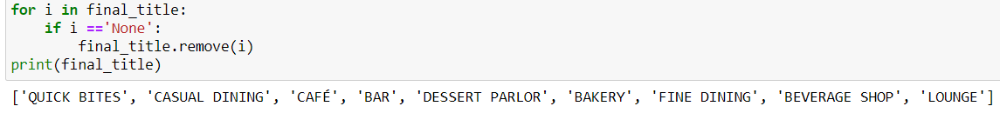 for i in final_title:
    if i =='None':
        final_title.remove(i)
print(final_title)
['QUICK BITES', 'CASUAL DINING', 'CAFÉ', 'BAR', 'DESSERT PARLOR', 'BAKERY', 'FINE DINING', 'BEVERAGE SHOP', 'LOUNGE']